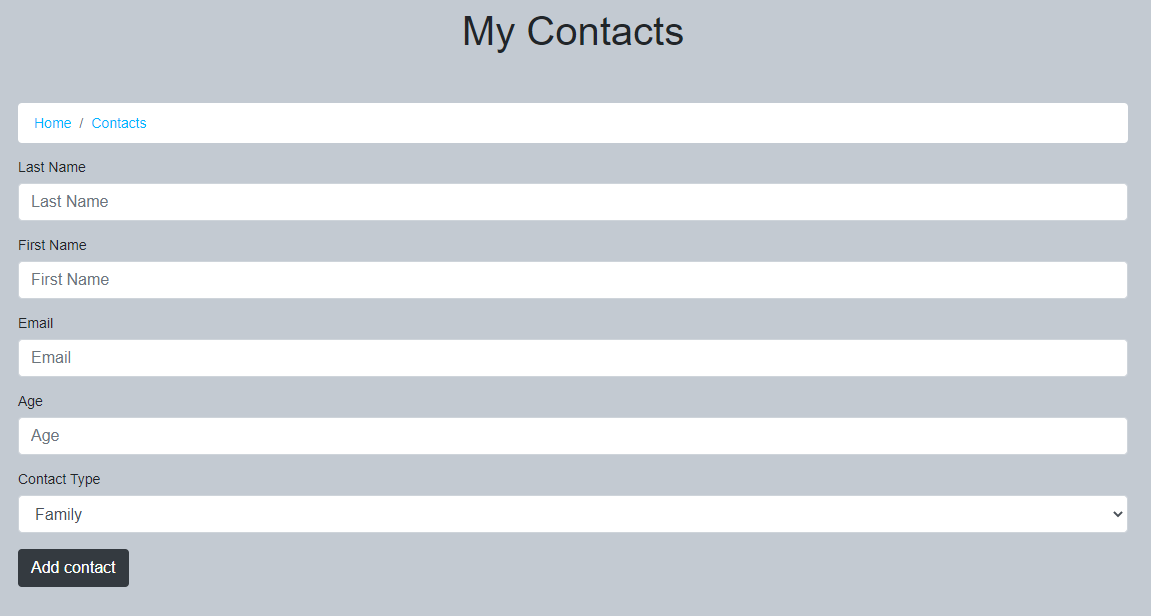 My Contacts
Home / Contacts
Last Name
Last Name
First Name
First Name
Email
Email
Age
Age
Contact Type
Family
Add contact